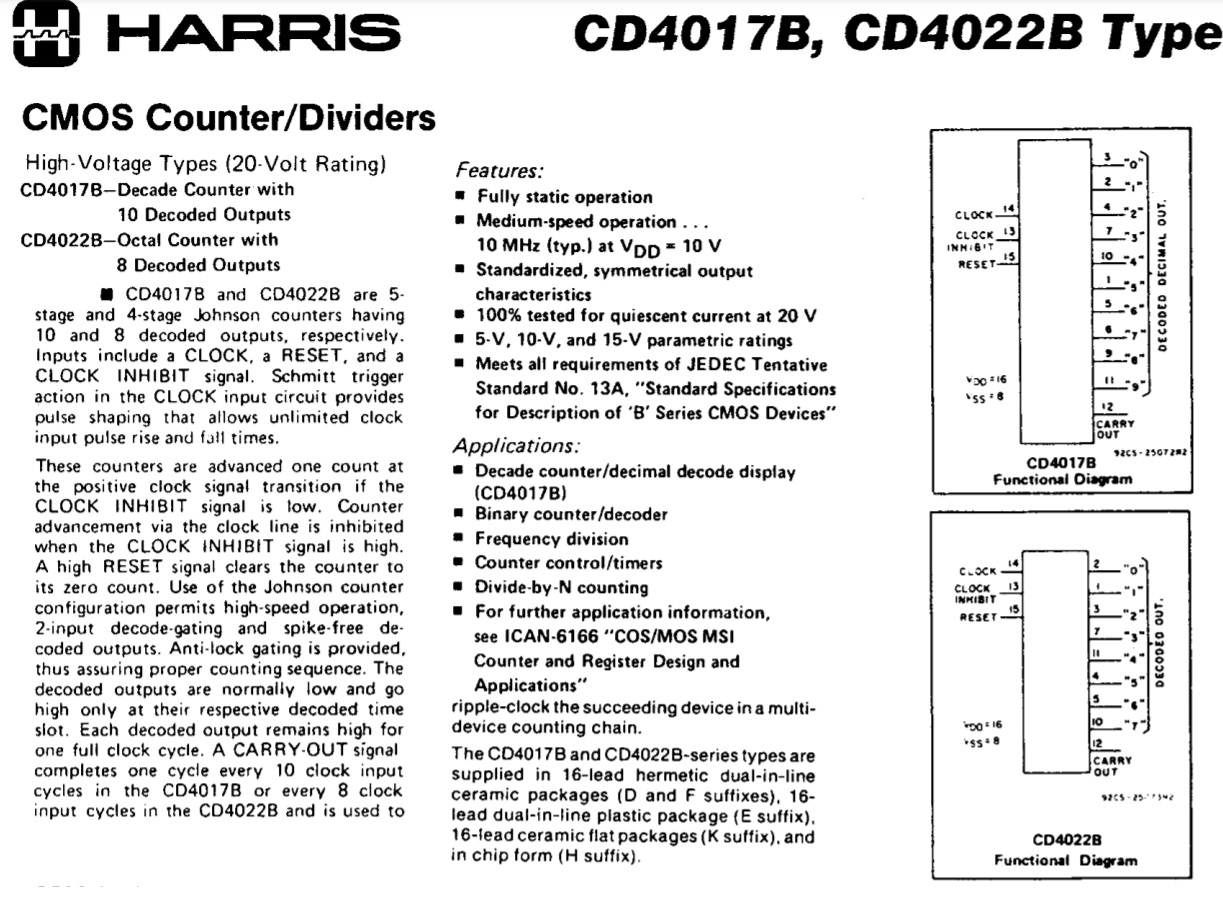 HARRIS
CD4017B, CD4022B Type
CMOS Counter/Dividers
High-Voltage Types (20-Volt Rating)
CD4017B—Decade Counter with
10 Decoded Outputs
CD4022B—Octal Counter with
8 Decoded Outputs
■ CD4017B and CD4022B are 5-
stage and 4-stage Johnson counters having
10 and 8 decoded outputs, respectively.
Inputs include a CLOCK, a RESET, and a
CLOCK INHIBIT signal. Schmitt trigger
action in the CLOCK input circuit provides
pulse shaping that allows unlimited clock
input pulse rise and fall times.
These counters are advanced one count at
the positive clock signal transition if the
CLOCK INHIBIT signal is low. Counter
advancement via the clock line is inhibited
when the CLOCK INHIBIT signal is high.
A high RESET signal clears the counter to
its zero count. Use of the Johnson counter
configuration permits high-speed operation,
2-input decode-gating and spike-free de-
coded outputs. Anti-lock gating is provided,
thus assuring proper counting sequence. The
decoded outputs are normally low and go
high only at their respective decoded time
slot. Each decoded output remains high for
one full clock cycle. A CARRY-OUT signal
completes one cycle every 10 clock input
cycles in the CD4017B or every 8 clock
input cycles in the CD4022B and is used to
Features:
■ Fully static operation
■ Medium-speed operation . . .
10 MHz (typ.) at VDD = 10 V
■ Standardized, symmetrical output
characteristics
■ 100% tested for quiescent current at 20 V
■ 5-V, 10-V, and 15-V parametric ratings
■ Meets all requirements of JEDEC Tentative
Standard No. 13A, "Standard Specifications
for Description of 'B' Series CMOS Devices"
Applications:
■ Decade counter/decimal decode display
(CD4017B)
■ Binary counter/decoder
■ Frequency division
■ Counter control/timers
■ Divide-by-N counting
■ For further application information,
see ICAN-6166 "COS/MOS MSI
Counter and Register Design and
Applications"
ripple-clock the succeeding device in a multi-
device counting chain.
The CD4017B and CD4022B-series types are
supplied in 16-lead hermetic dual-in-line
ceramic packages (D and F suffixes), 16-
lead dual-in-line plastic package (E suffix),
16-lead ceramic flat packages (K suffix), and
in chip form (H suffix).
CLOCK 14
CLOCK INHIBIT 13
RESET 15
3 "0"
2 "1"
4 "2"
7 "3"
10 "4"
1 "5"
5 "6"
6 "7"
9 "8"
11 "9"
DECODED DECIMAL OUT.
12
CARRY
OUT
VDD = 16
VSS = 8
CD4017B
Functional Diagram
CLOCK 14
CLOCK INHIBIT 13
RESET 15
2 "0"
1 "1"
3 "2"
7 "3"
11 "4"
4 "5"
5 "6"
10 "7"
DECODED OUT.
12
CARRY
OUT
VDD = 16
VSS = 8
CD4022B
Functional Diagram